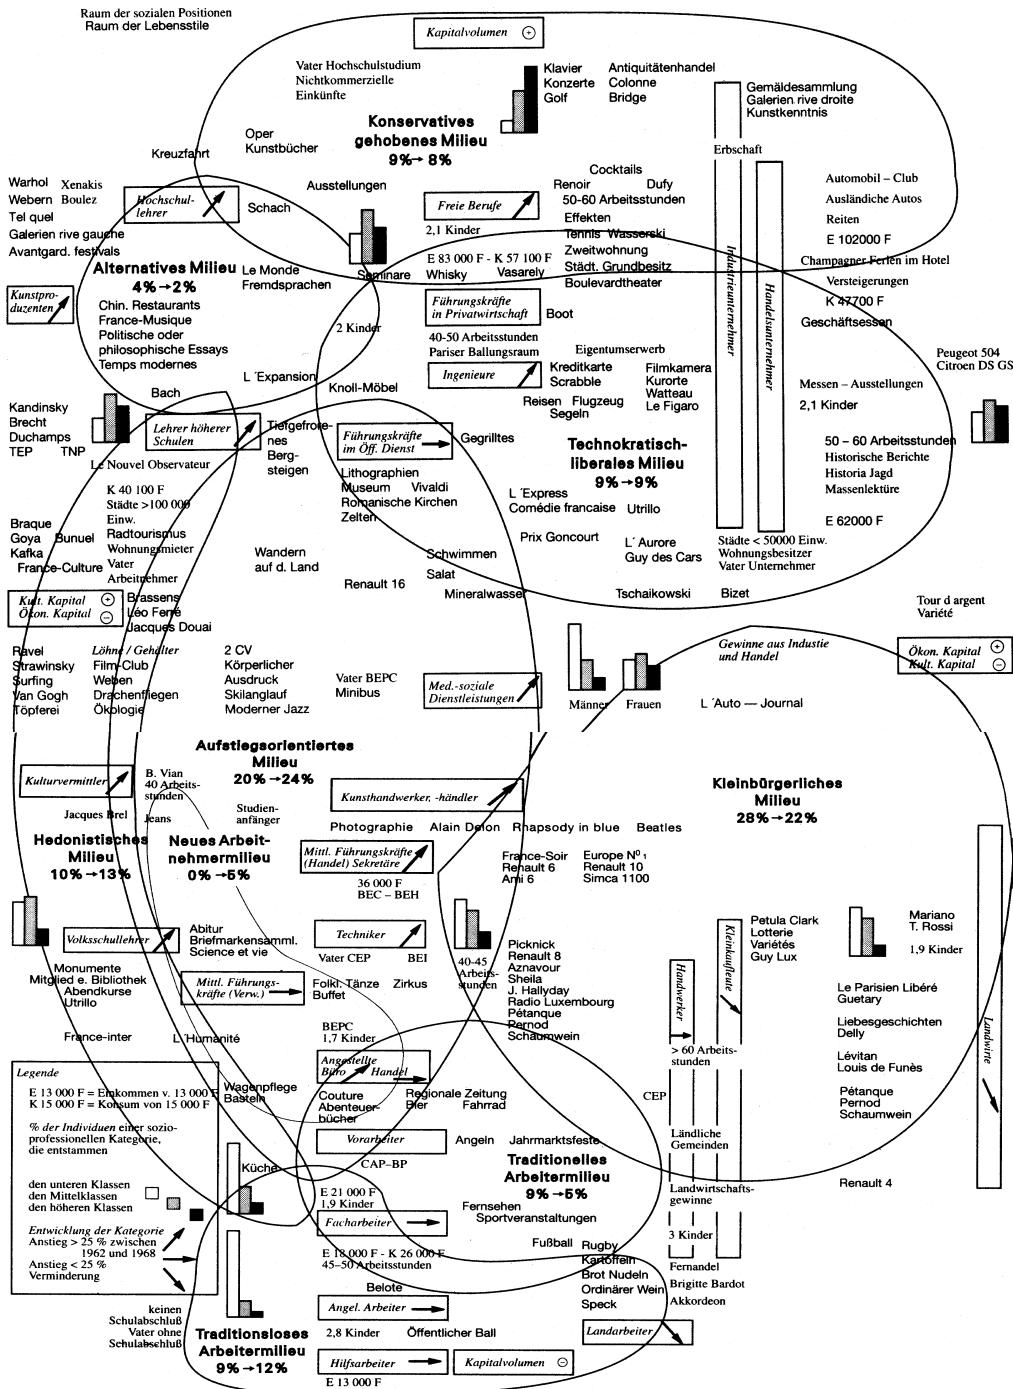 Raum der sozialen Positionen
Raum der Lebensstile
Kapitalvolumen +
Vater Hochschulstudium
Nichtkommerzielle
Einkünfte
Klavier
Konzerte
Golf
Antiquitätenhandel
Colonne
Bridge
Gemäldesammlung
Galerien rive droite
Kunstkenntnis
Konservatives
gehobenes Milieu
9%→ 8%
Oper
Kunstbücher
Kreuzfahrt
Erbschaft
Warhol
Webern
Tel quel
Galerien rive gauche
Avantgard. festivals
Xenakis
Boulez
Hochschul-
lehrer
Schach
Ausstellungen
Freie Berufe
2,1 Kinder
Cocktails
Renoir
Dufy
50-60 Arbeitsstunden
Effekten
Tennis Wasserski
Zweitwohnung
Städt. Grundbesitz
Boulevardtheater
Automobil – Club
Ausländiche Autos
Reiten
E 102000 F
Champagner Ferien im Hotel
Versteigerungen
K 47700 F
Geschäftsessen
Industrieunternehmer
Handelsunternehmer
Alternatives Milieu
4%→2%
Le Monde
Fremdsprachen
Seminare
E 83 000 F - K 57 100 F
Whisky
Vasarely
Kunstpro-
duzenten
Chin. Restaurants
France-Musique
Politische oder
philosophische Essays
Temps modernes
2 Kinder
Führungskräfte
in Privatwirtschaft
Boot
40-50 Arbeitsstunden
Pariser Ballungsraum
Ingenieure
Eigentumserwerb
Kreditkarte
Scrabble
Filmkamera
Kurorte
Watteau
Le Figaro
Reisen
Flugzeug
Segeln
Peugeot 504
Citroen DS GS
Messen – Ausstellungen
2,1 Kinder
L´Expansion
Knoll-Möbel
Bach
Kandinsky
Brecht
Duchamps
TEP
TNP
Lehrer höherer
Schulen
Tiefgefrore-
nes
Berg-
steigen
Führungskräfte
im Öff. Dienst
Gegrilltes
Technokratisch-
liberales Milieu
9%→9%
50 – 60 Arbeitsstunden
Historische Berichte
Historia Jagd
Massenlektüre
E 62000 F
Le Nouvel Observateur
Lithographien
Museum
Vivaldi
Romanische Kirchen
Zelten
L´Express
Comédie francaise
Utrillo
Prix Goncourt
L´Aurore
Guy des Cars
Städte < 50000 Einw.
Wohnungsbesitzer
Vater Unternehmer
K 40 100 F
Städte >100 000
Einw.
Radtourismus
Wohnungsmieter
Vater
Arbeitnehmer
Braque
Goya
Bunuel
Kafka
France-Culture
Wandern
auf d. Land
Schwimmen
Salat
Renault 16
Mineralwasser
Tschaikowski
Bizet
Tour d argent
Variété
Kult. Kapital +
Ökon. Kapital −
Brassens
Léo Ferré
Jacques Douai
Ökon. Kapital +
Kult. Kapital −
Gewinne aus Industie
und Handel
Ravel
Strawinsky
Surfing
Van Gogh
Töpferei
Löhne / Gehälter
Film-Club
Weben
Drachenfliegen
Ökologie
2 CV
Körperlicher
Ausdruck
Skilanglauf
Moderner Jazz
Vater BEPC
Minibus
Med.-soziale
Dienstleistungen
Männer
Frauen
L´Auto — Journal
Aufstiegsorientiertes
Milieu
20% →24%
Kulturvermittler
B. Vian
40 Arbeits-
stunden
Jacques Brel
Jeans
Studien-
anfänger
Kunsthandwerker, -händler
Kleinbürgerliches
Milieu
28%→22%
Photographie
Alain Delon
Rhapsody in blue
Beatles
Hedonistisches
Milieu
10% →13%
Neues Arbeit-
nehmermilieu
0% →5%
Mittl. Führungskräfte
(Handel) Sekretäre
36 000 F
BEC – BEH
France-Soir
Renault 6
Ami 6
Europe Nº 1
Renault 10
Simca 1100
Volksschullehrer
Abitur
Briefmarkensamml.
Science et vie
Techniker
Vater CEP
BEI
40-45
Arbeits-
stunden
Petula Clark
Lotterie
Variétés
Guy Lux
Mariano
T. Rossi
1,9 Kinder
Monumente
Mitglied e. Bibliothek
Abendkurse
Utrillo
Mittl. Führungs-
kräfte (Verw.)
Folkl. Tänze
Buffet
Zirkus
Picknick
Renault 8
Aznavour
Sheila
J. Hallyday
Radio Luxembourg
Pétanque
Pernod
Schaumwein
Handwerker
Kleinkaufleute
Landwirte
Le Parisien Libéré
Guetary
Liebesgeschichten
Delly
Lévitan
Louis de Funès
Pétanque
Pernod
Schaumwein
France-inter
L´Humanité
BEPC
1,7 Kinder
Angestellte
Büro
Handel
> 60 Arbeits-
stunden
CEP
Legende
E 13 000 F = Einkommen v. 13 000 F
K 15 000 F = Konsum von 15 000 F
% der Individuen einer sozio-
professionellen Kategorie,
die entstammen
den unteren Klassen
den Mittelklassen
den höheren Klassen
Entwicklung der Kategorie
Anstieg > 25 % zwischen
1962 und 1968
Anstieg < 25 %
Verminderung
Wagenpflege
Basteln
Couture
Abenteuer-
bücher
Regionale Zeitung
Bier
Fahrrad
Vorarbeiter
CAP–BP
Angeln
Jahrmarktsfeste
Ländliche
Gemeinden
Küche
Traditionelles
Arbeitermilieu
9% →5%
Renault 4
E 21 000 F
1,9 Kinder
Fernsehen
Sportveranstaltungen
Landwirtschafts-
gewinne
Facharbeiter
3 Kinder
E 18 000 F - K 26 000 F
45–50 Arbeitsstunden
Fußball
Rugby
Kartoffeln
Brot Nudeln
Ordinärer Wein
Speck
Fernandel
Brigitte Bardot
Akkordeon
Belote
Angel. Arbeiter
keinen
Schulabschluß
Vater ohne
Schulabschluß
Traditionsloses
Arbeitermilieu
9% →12%
2,8 Kinder
Öffentlicher Ball
Landarbeiter
Hilfsarbeiter
Kapitalvolumen −
E 13 000 F